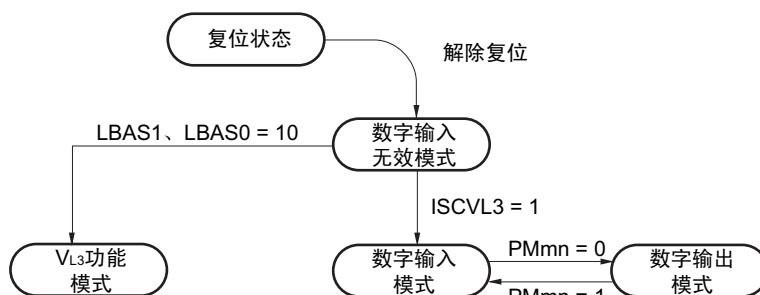 复位状态
解除复位
LBAS1、LBAS0 = 10
数字输入
无效模式
ISCVL3 = 1
VL3功能
模式
数字输入
模式
PMmn = 0
PMmn = 1
数字输出
模式